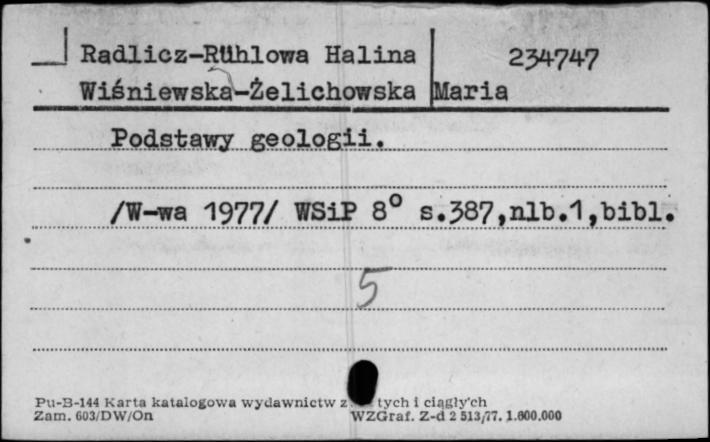 Radlicz-Rühlowa Halina 234747
Wiśniewska-Żelichowska Maria
Podstawy geologii.
/W-wa 1977/ WSiP 8° s.387,nlb.1,bibl.
5
Pu-B-144 Karta katalogowa wydawnictw z tych i ciągłych
Zam. 603/DW/On WZGraf. Z-d 2 513/77. 1.600.000